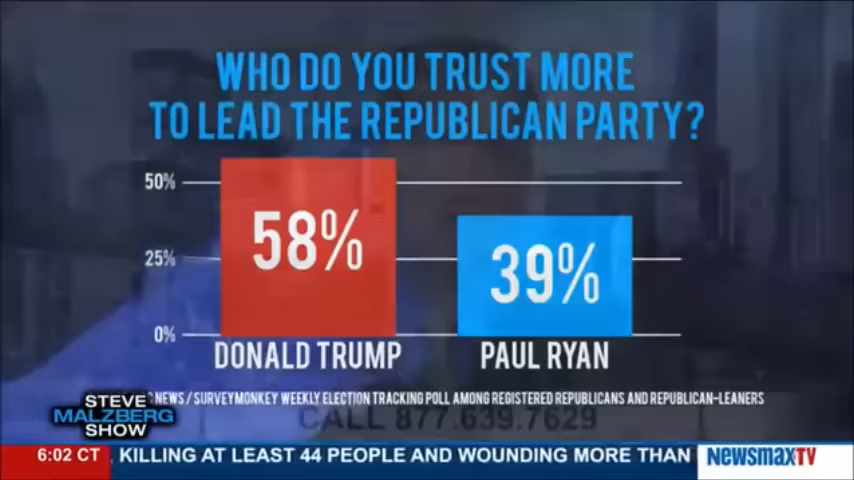 WHO DO YOU TRUST MORE
TO LEAD THE REPUBLICAN PARTY?
50%
58%
25%
39%
0%
DONALD TRUMP PAUL RYAN
NEWS / SURVEYMONKEY WEEKLY ELECTION TRACKING POLL AMONG REGISTERED REPUBLICANS AND REPUBLICAN-LEANERS
STEVE
MALZBERG
SHOW
CALL 877.639.7629
6:02 CT , KILLING AT LEAST 44 PEOPLE AND WOUNDING MORE THAN NewsmaxTV